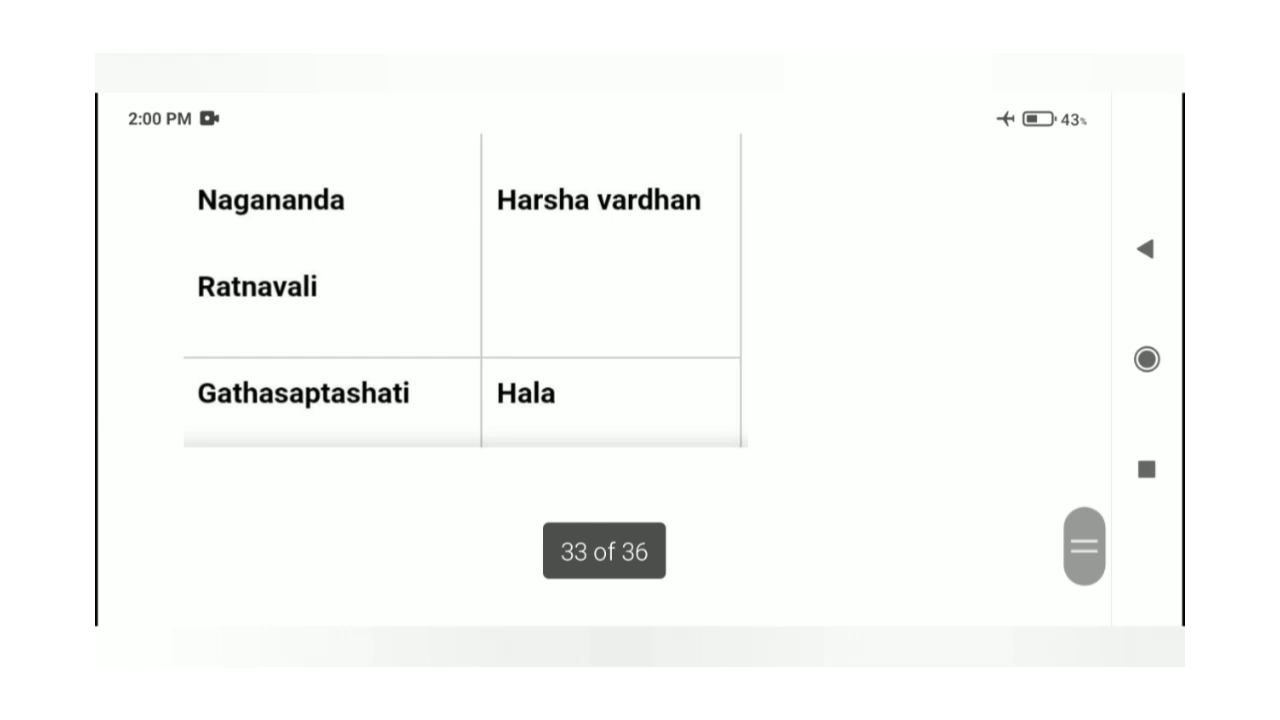 2:00 PM 43%
Nagananda Harsha vardhan
Ratnavali
Gathasaptashati Hala
33 of 36